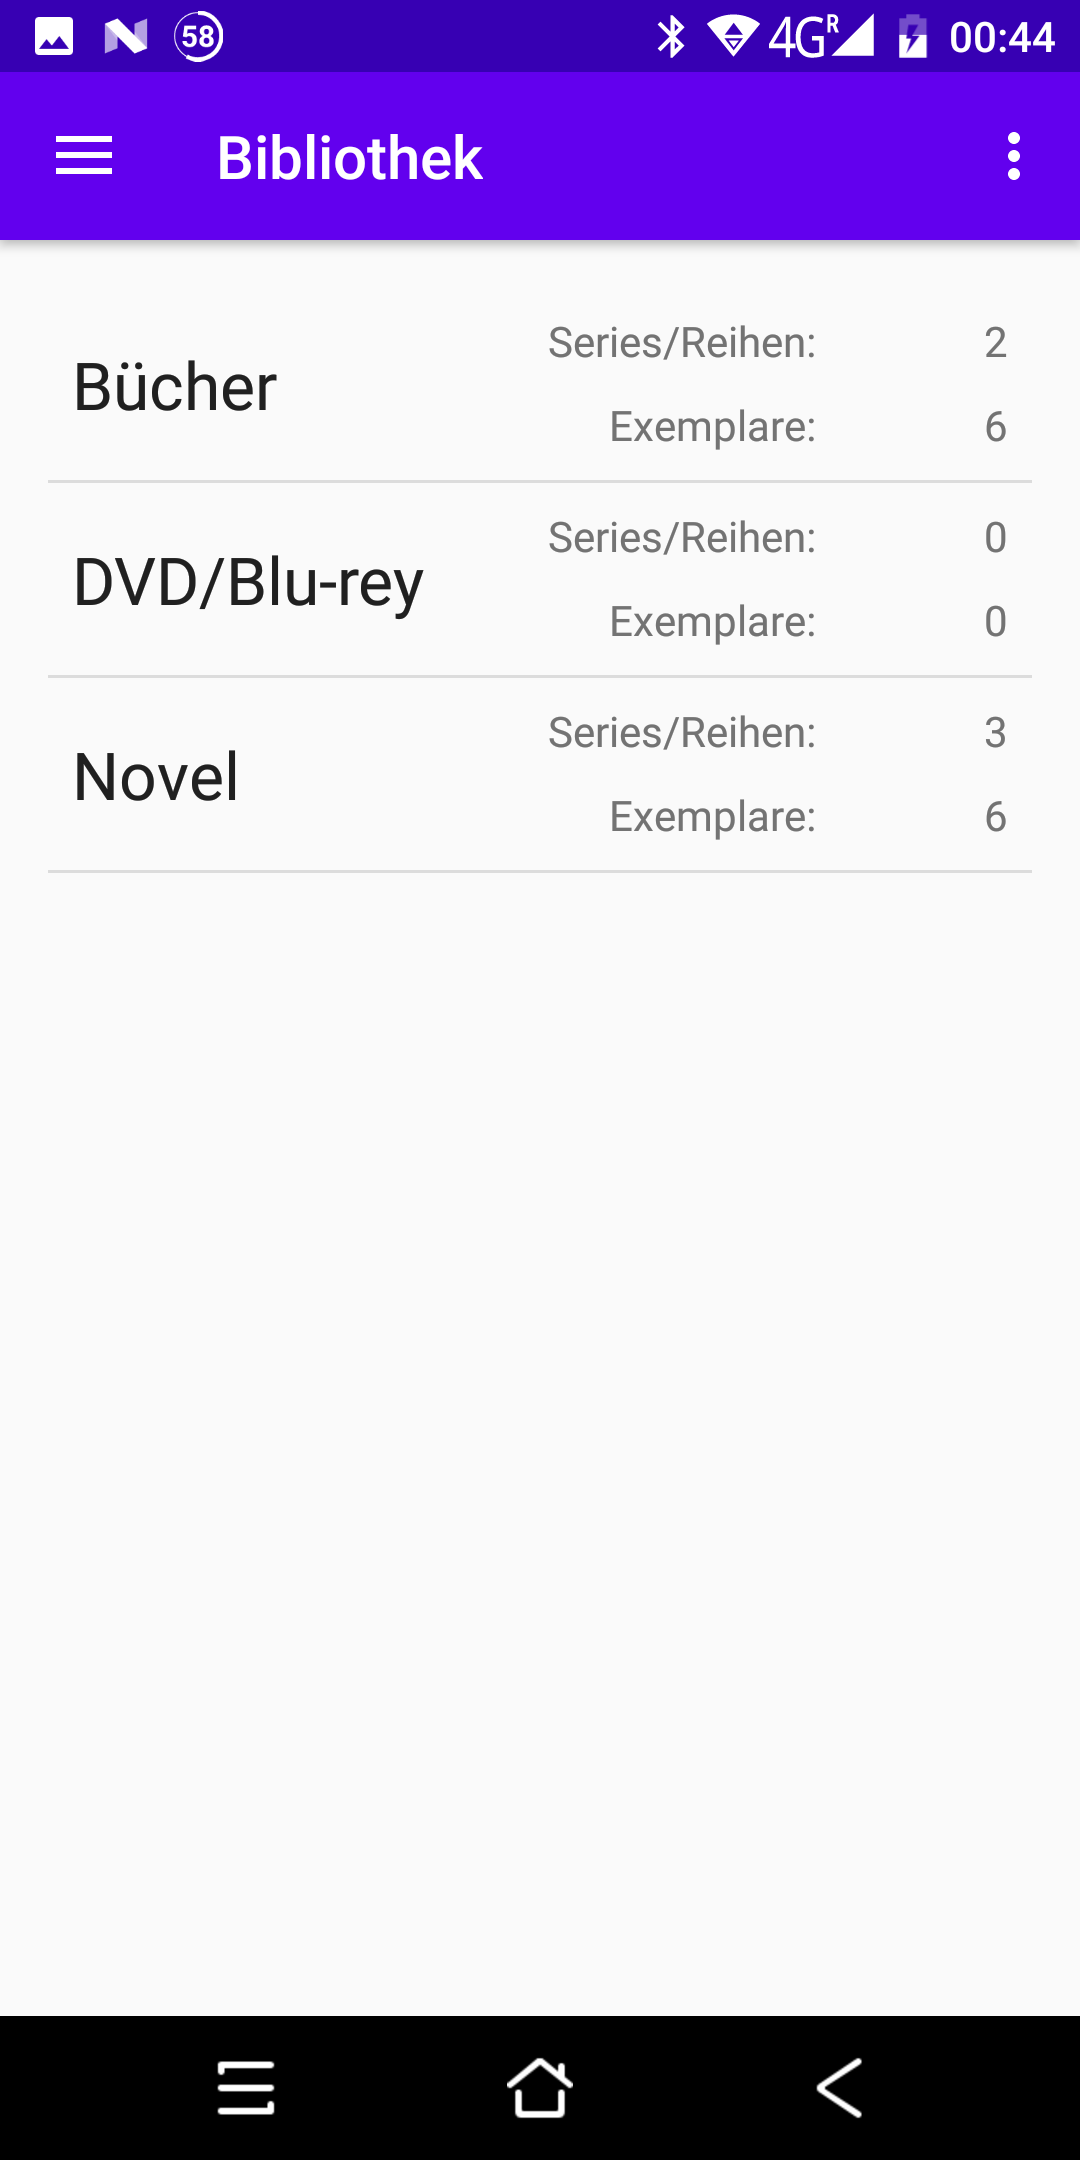 58 4G R 00:44
Bibliothek
Series/Reihen: 2
Bücher
Exemplare: 6
Series/Reihen: 0
DVD/Blu-rey
Exemplare: 0
Series/Reihen: 3
Novel
Exemplare: 6